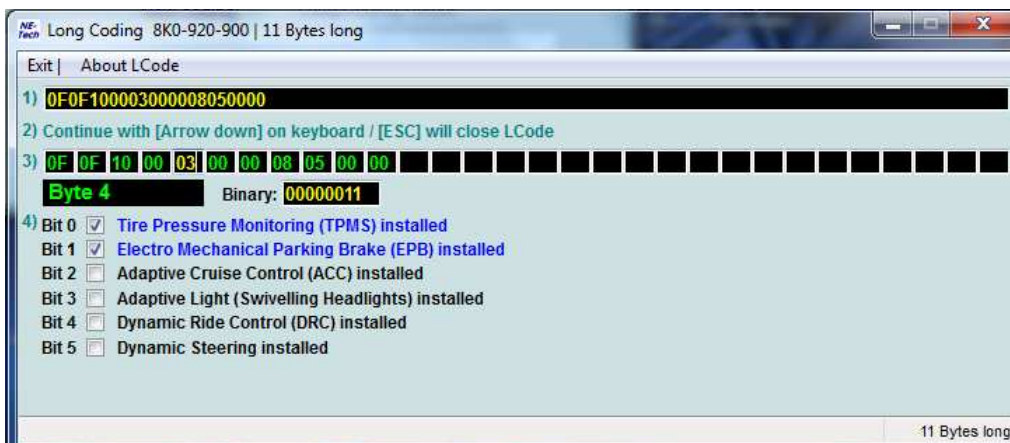 NE-Tech Long Coding 8K0-920-900 | 11 Bytes long
Exit | About LCode
1) 0F0F100003000008050000
2) Continue with [Arrow down] on keyboard / [ESC] will close LCode
3) 0F 0F 10 00 03 00 00 08 05 00 00
Byte 4 Binary: 00000011
4) Bit 0 Tire Pressure Monitoring (TPMS) installed
Bit 1 Electro Mechanical Parking Brake (EPB) installed
Bit 2 Adaptive Cruise Control (ACC) installed
Bit 3 Adaptive Light (Swivelling Headlights) installed
Bit 4 Dynamic Ride Control (DRC) installed
Bit 5 Dynamic Steering installed
11 Bytes long